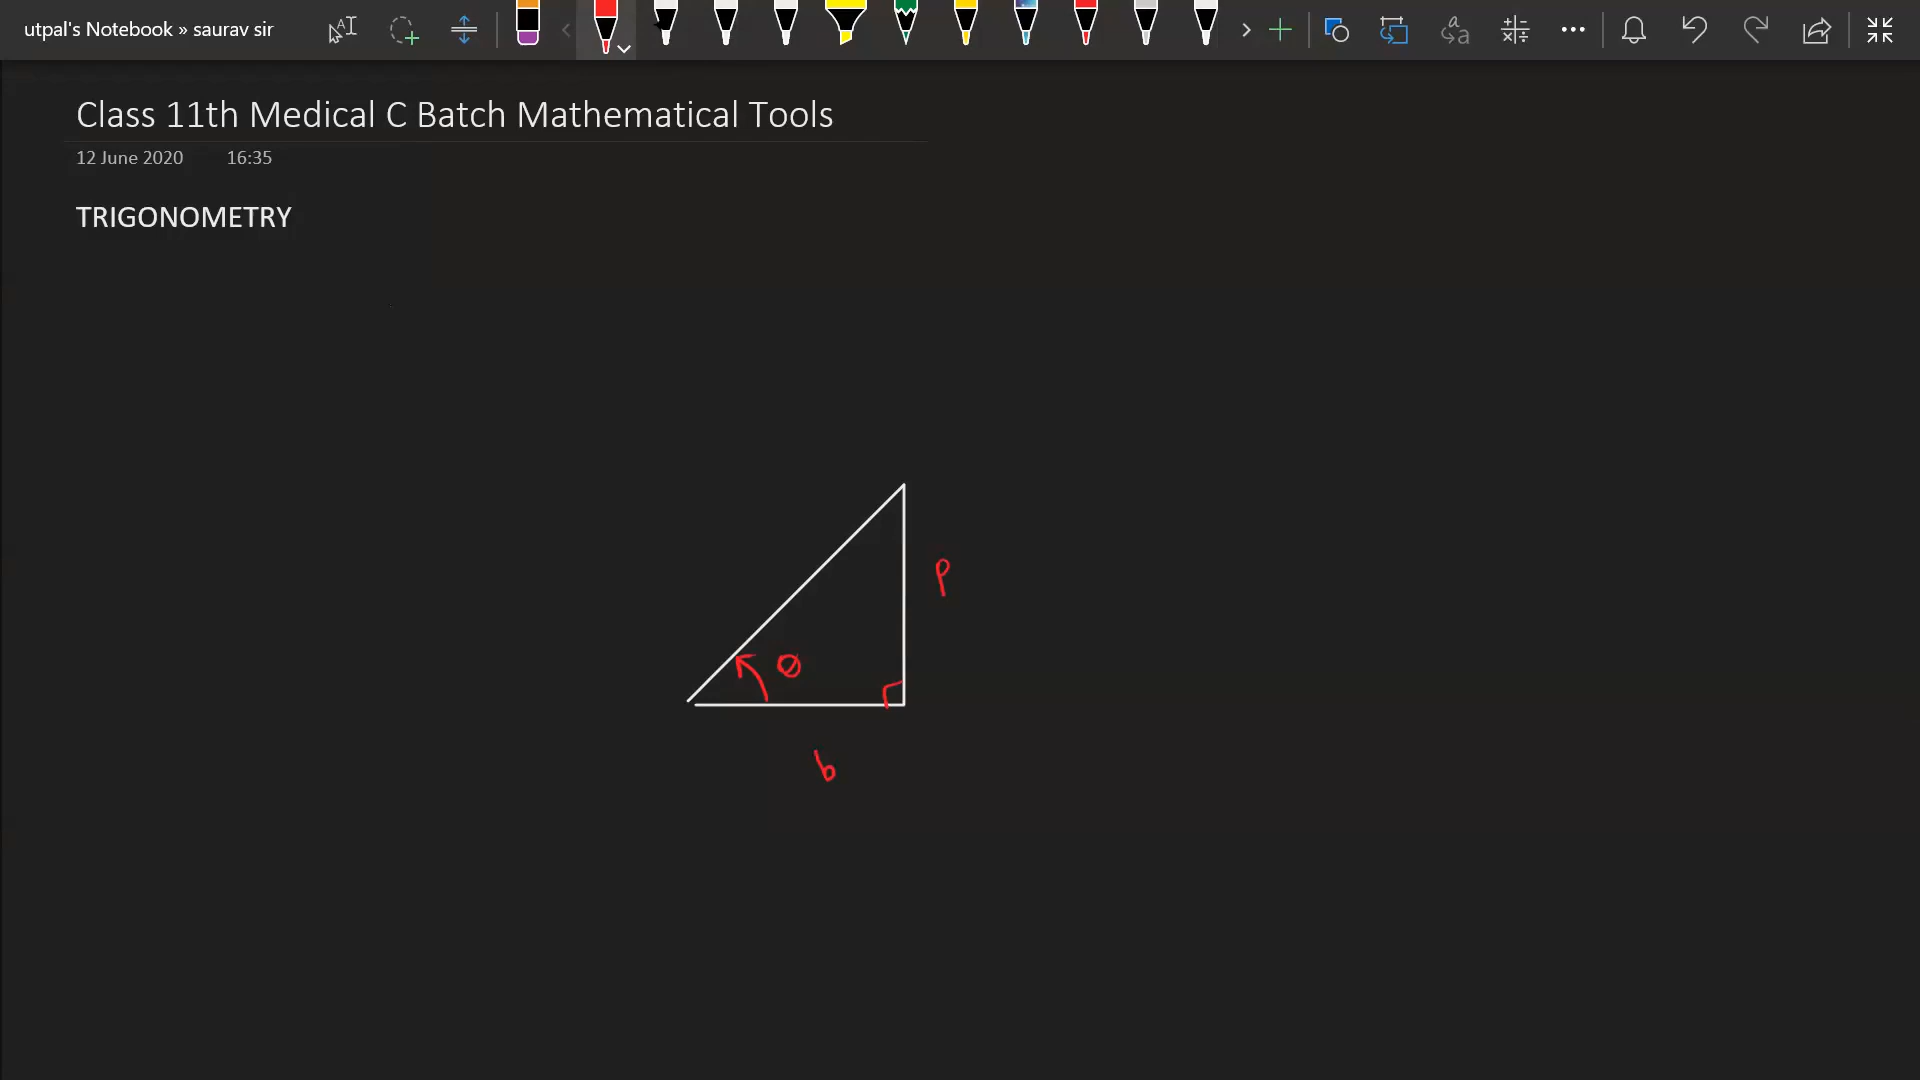 utpal's Notebook » saurav sir
Class 11th Medical C Batch Mathematical Tools
12 June 2020 16:35
TRIGONOMETRY
p
θ
b